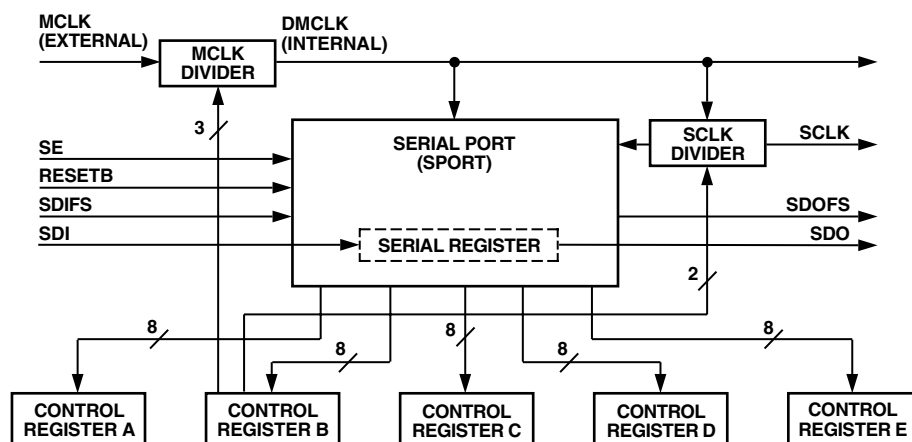 MCLK
(EXTERNAL)
DMCLK
(INTERNAL)
MCLK
DIVIDER
3
SE
RESETB
SDIFS
SDI
SERIAL PORT
(SPORT)
SERIAL REGISTER
SCLK
DIVIDER
SCLK
SDOFS
SDO
2
8
8
8
8
8
CONTROL
REGISTER A
CONTROL
REGISTER B
CONTROL
REGISTER C
CONTROL
REGISTER D
CONTROL
REGISTER E